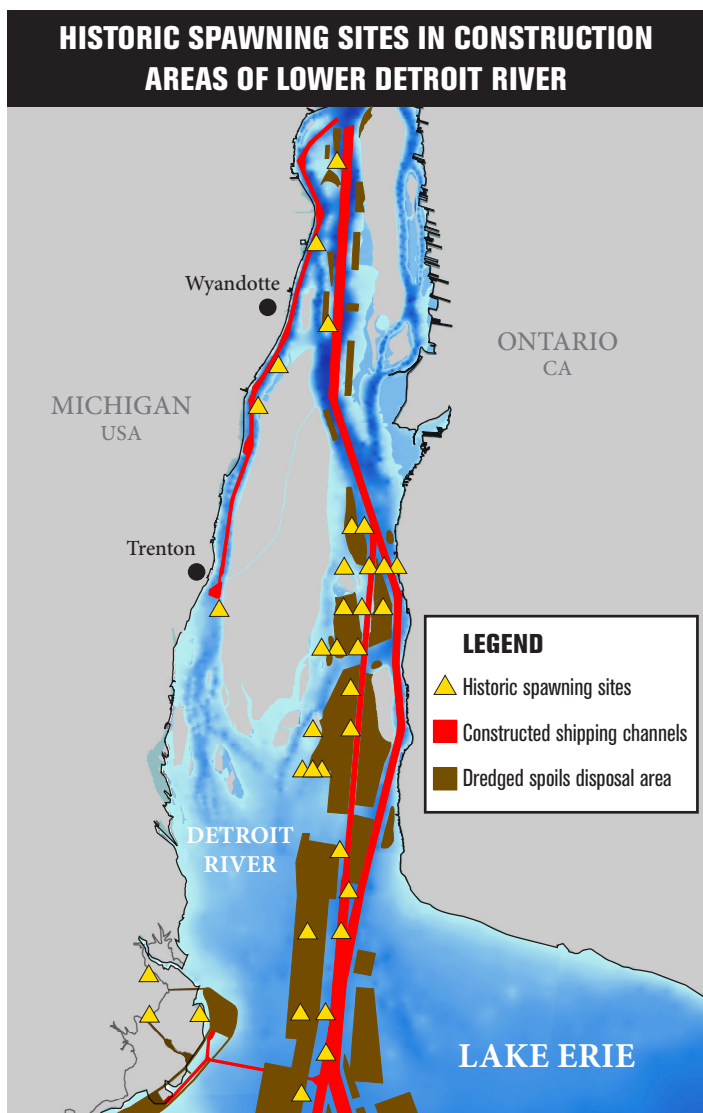 HISTORIC SPAWNING SITES IN CONSTRUCTION
AREAS OF LOWER DETROIT RIVER
Wyandotte
ONTARIO
CA
MICHIGAN
USA
Trenton
LEGEND
Historic spawning sites
Constructed shipping channels
Dredged spoils disposal area
DETROIT
RIVER
LAKE ERIE